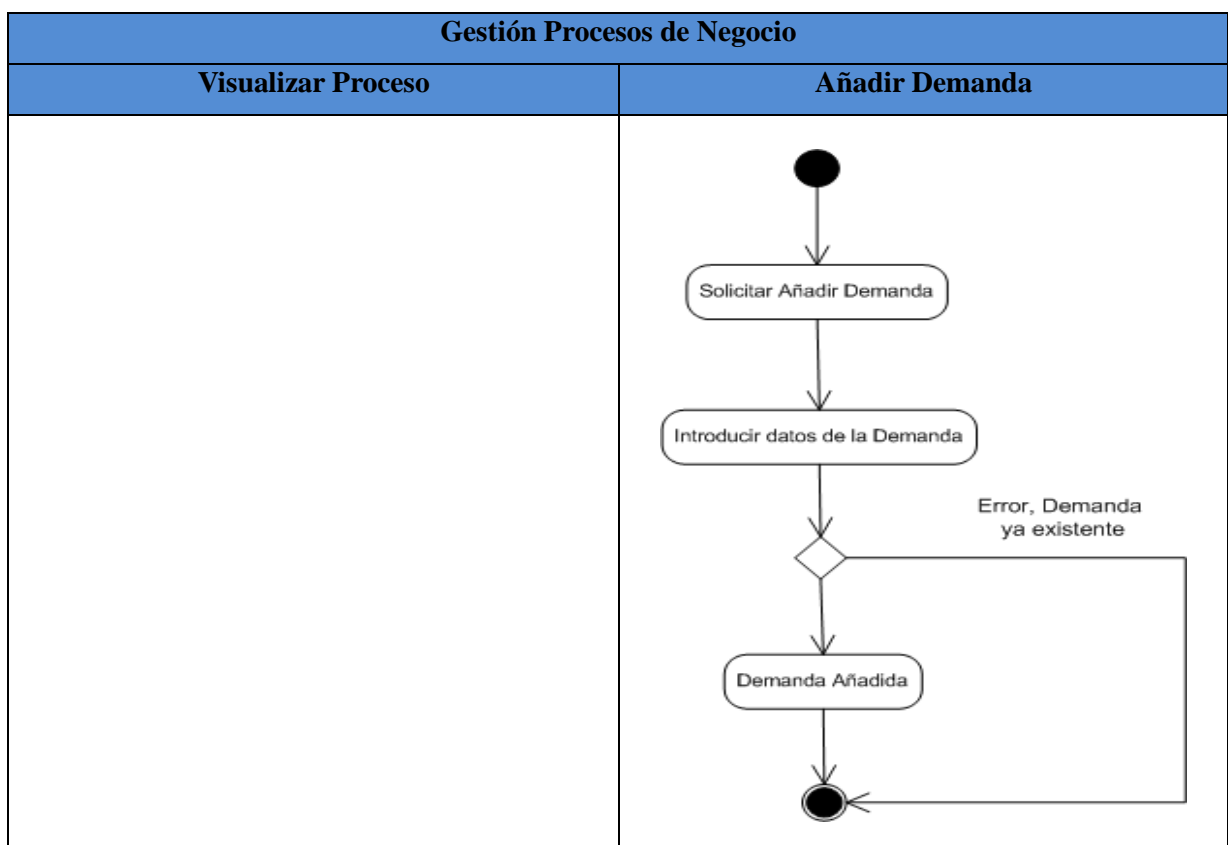 Gestión Procesos de Negocio
Visualizar Proceso
Añadir Demanda
Solicitar Añadir Demanda
Introducir datos de la Demanda
Error, Demanda
ya existente
Demanda Añadida